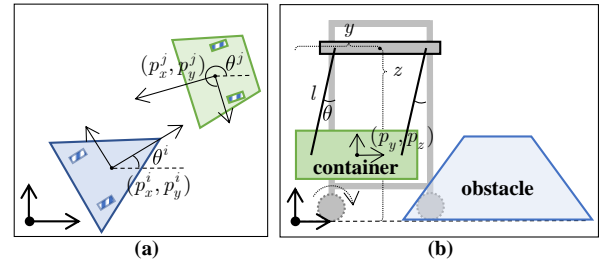 (p_x^j, p_y^j)
θ^j
θ^i
(p_x^i, p_y^i)
(a)
y
z
l
θ
(p_y, p_z)
container
obstacle
(b)